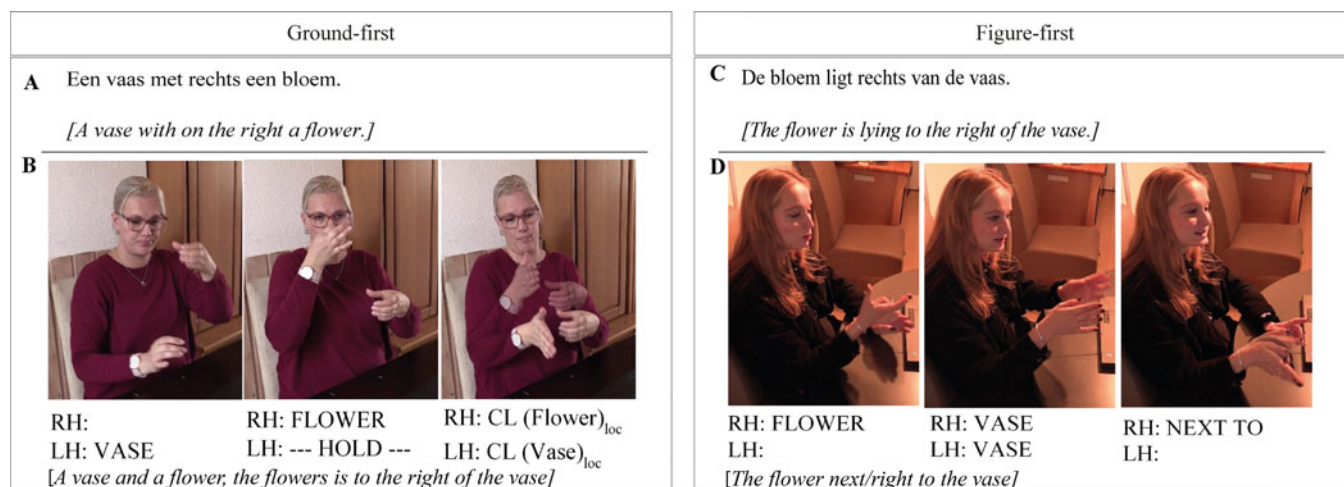 Ground-first
A Een vaas met rechts een bloem.
[A vase with on the right a flower.]
B
RH:
LH: VASE
RH: FLOWER
LH: --- HOLD ---
RH: CL (Flower)loc
LH: CL (Vase)loc
[A vase and a flower, the flowers is to the right of the vase]
Figure-first
C De bloem ligt rechts van de vaas.
[The flower is lying to the right of the vase.]
D
RH: FLOWER
LH:
RH: VASE
LH: VASE
RH: NEXT TO
LH:
[The flower next/right to the vase]